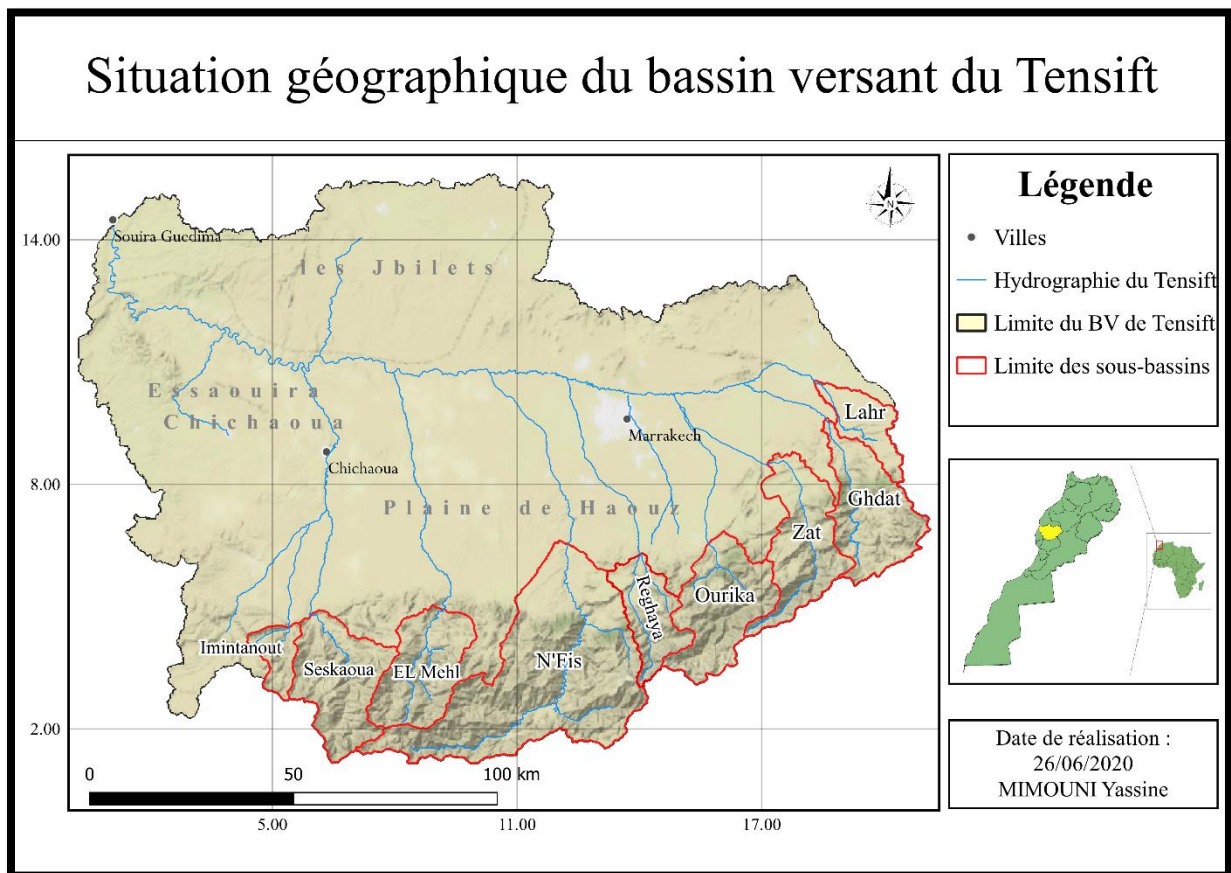 Situation géographique du bassin versant du Tensift
Souira Guedima
les Jbilets
Essaouira
Chichaoua
Chichaoua
Marrakech
Plaine de Haouz
Lahr
Ghdat
Zat
Ourika
Reghaya
N'Fis
EL Mehl
Seskaoua
Imintanout
N
14.00
8.00
2.00
0 50 100 km
5.00 11.00 17.00
Légende
Villes
Hydrographie du Tensift
Limite du BV de Tensift
Limite des sous-bassins
Date de réalisation :
26/06/2020
MIMOUNI Yassine